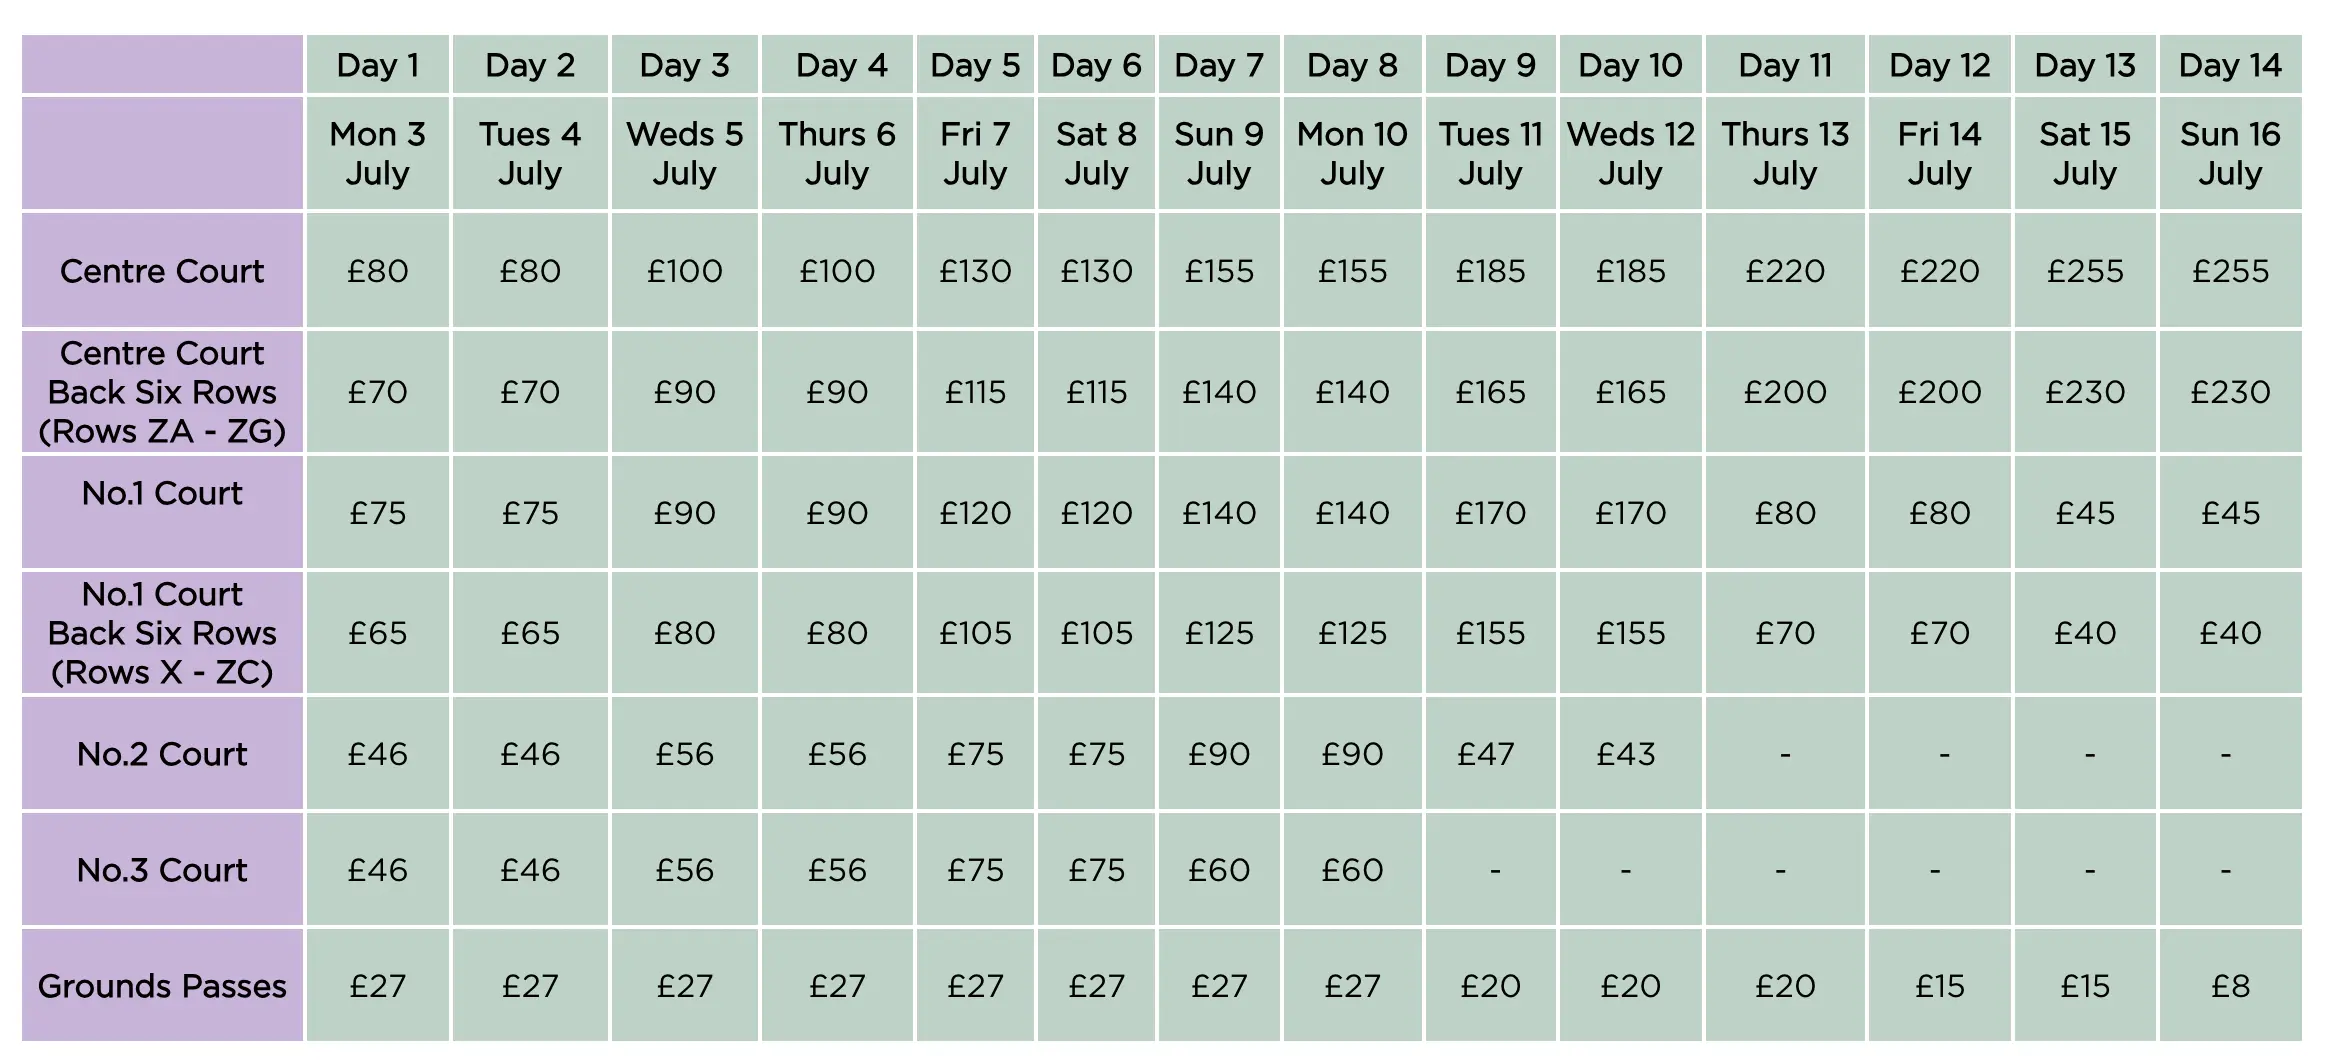 Day 1 Day 2 Day 3 Day 4 Day 5 Day 6 Day 7 Day 8 Day 9 Day 10 Day 11 Day 12 Day 13 Day 14
Mon 3 Tues 4 Weds 5 Thurs 6 Fri 7 Sat 8 Sun 9 Mon 10 Tues 11 Weds 12 Thurs 13 Fri 14 Sat 15 Sun 16
July July July July July July July July July July July July July July
Centre Court £80 £80 £100 £100 £130 £130 £155 £155 £185 £185 £220 £220 £255 £255
Centre Court
Back Six Rows £70 £70 £90 £90 £115 £115 £140 £140 £165 £165 £200 £200 £230 £230
(Rows ZA - ZG)
No.1 Court £75 £75 £90 £90 £120 £120 £140 £140 £170 £170 £80 £80 £45 £45
No.1 Court
Back Six Rows £65 £65 £80 £80 £105 £105 £125 £125 £155 £155 £70 £70 £40 £40
(Rows X - ZC)
No.2 Court £46 £46 £56 £56 £75 £75 £90 £90 £47 £43 - - - -
No.3 Court £46 £46 £56 £56 £75 £75 £60 £60 - - - - - -
Grounds Passes £27 £27 £27 £27 £27 £27 £27 £27 £20 £20 £20 £15 £15 £8